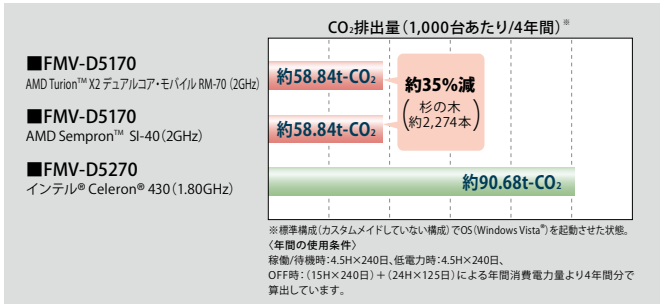 CO₂排出量(1,000台あたり/4年間)※
■FMV-D5170
AMD Turion™ X2 デュアルコア・モバイル RM-70 (2GHz)
約58.84t-CO₂
約35%減
(杉の木
約2,274本)
■FMV-D5170
AMD Sempron™ SI-40(2GHz)
約58.84t-CO₂
■FMV-D5270
インテル® Celeron® 430(1.80GHz)
約90.68t-CO₂
※標準構成(カスタムメイドしていない構成)でOS(Windows Vista®)を起動させた状態。
〈年間の使用条件〉
稼働/待機時:4.5H×240日、低電力時:4.5H×240日、
OFF時:(15H×240日)+(24H×125日)による年間消費電力量より4年間分で
算出しています。